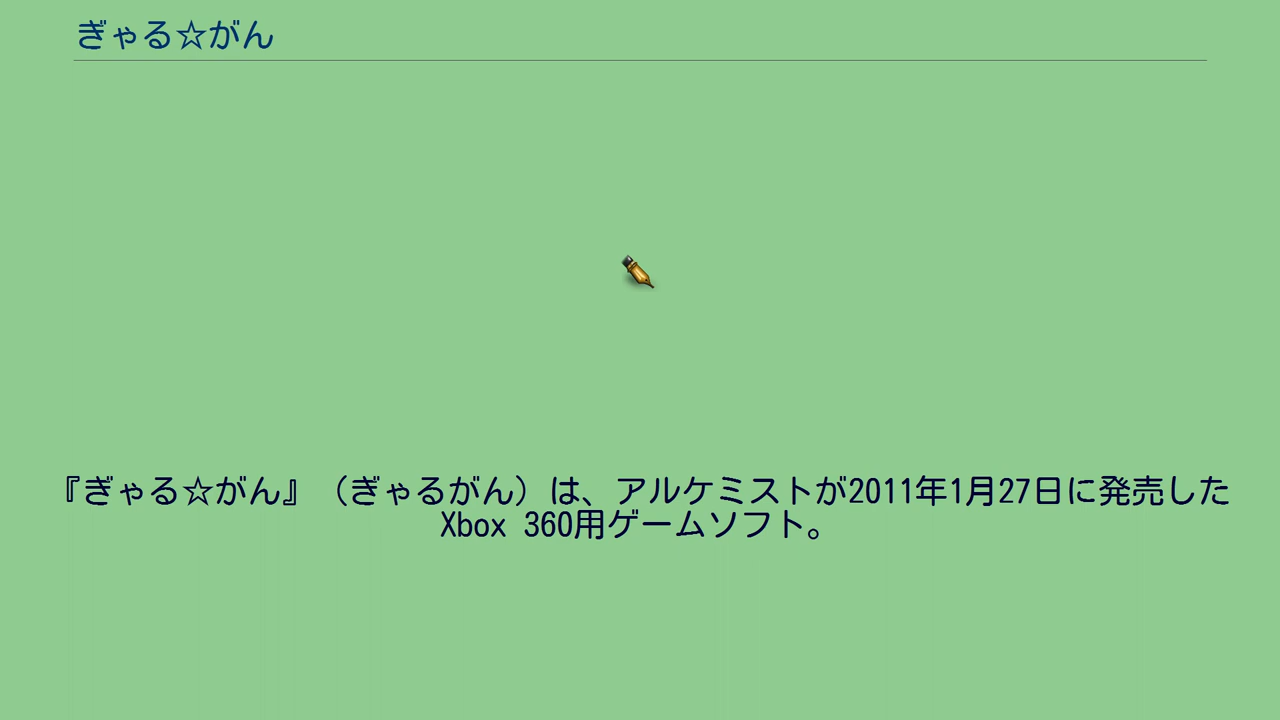 ぎゃる☆がん
『ぎゃる☆がん』（ぎゃるがん）は、アルケミストが2011年1月27日に発売した
Xbox 360用ゲームソフト。